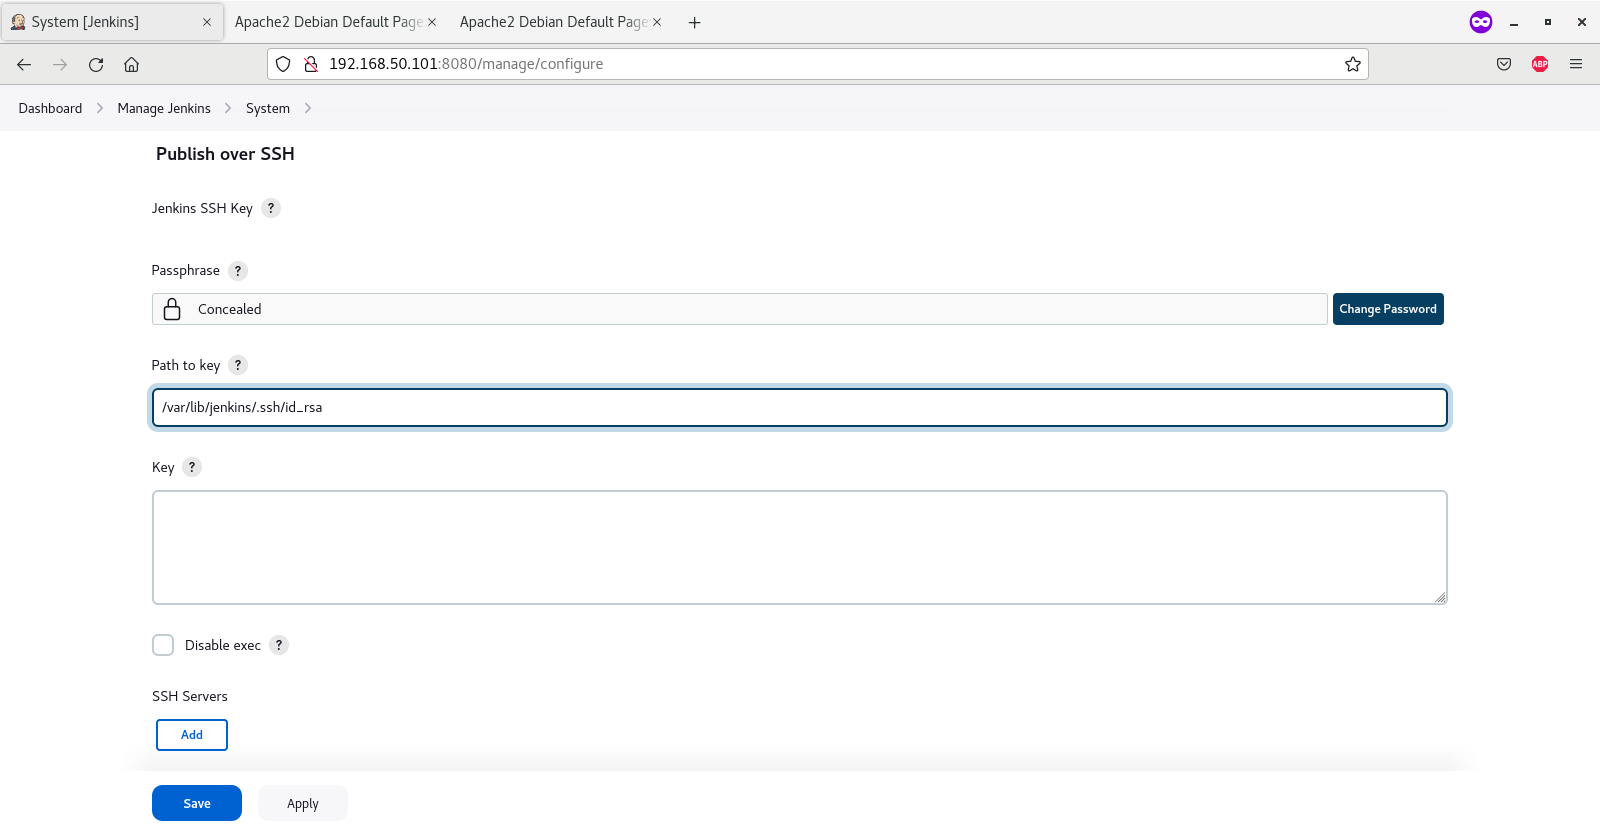 System [Jenkins]
Apache2 Debian Default Page
Apache2 Debian Default Page
192.168.50.101:8080/manage/configure
ABP
Dashboard > Manage Jenkins > System >
Publish over SSH
Jenkins SSH Key ?
Passphrase ?
Concealed
Change Password
Path to key ?
/var/lib/jenkins/.ssh/id_rsa
Key ?
Disable exec ?
SSH Servers
Add
Save
Apply